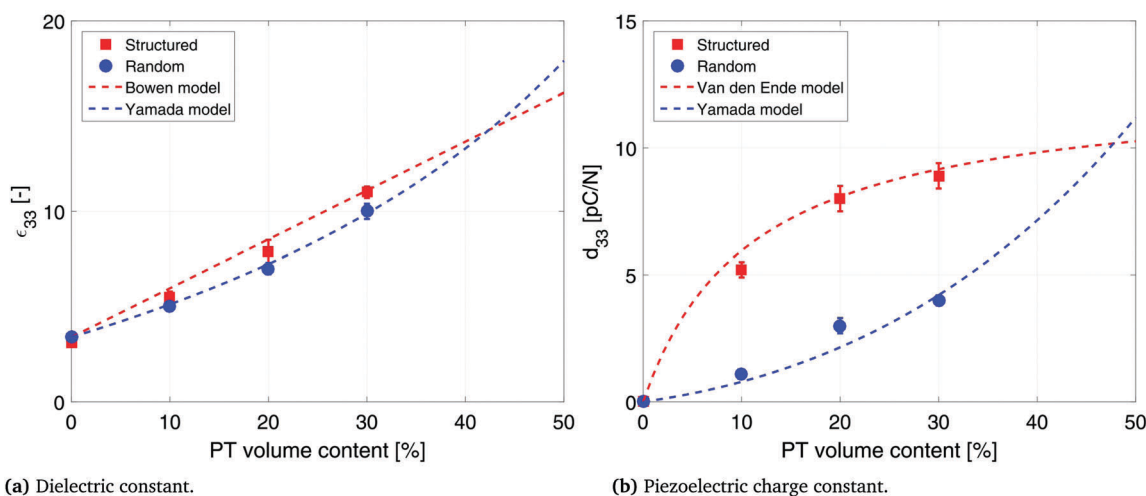 20
10
0
0
10
20
30
40
50
ϵ33 [-]
PT volume content [%]
Structured
Random
Bowen model
Yamada model
(a) Dielectric constant.
15
10
5
0
0
10
20
30
40
50
d33 [pC/N]
PT volume content [%]
Structured
Random
Van den Ende model
Yamada model
(b) Piezoelectric charge constant.